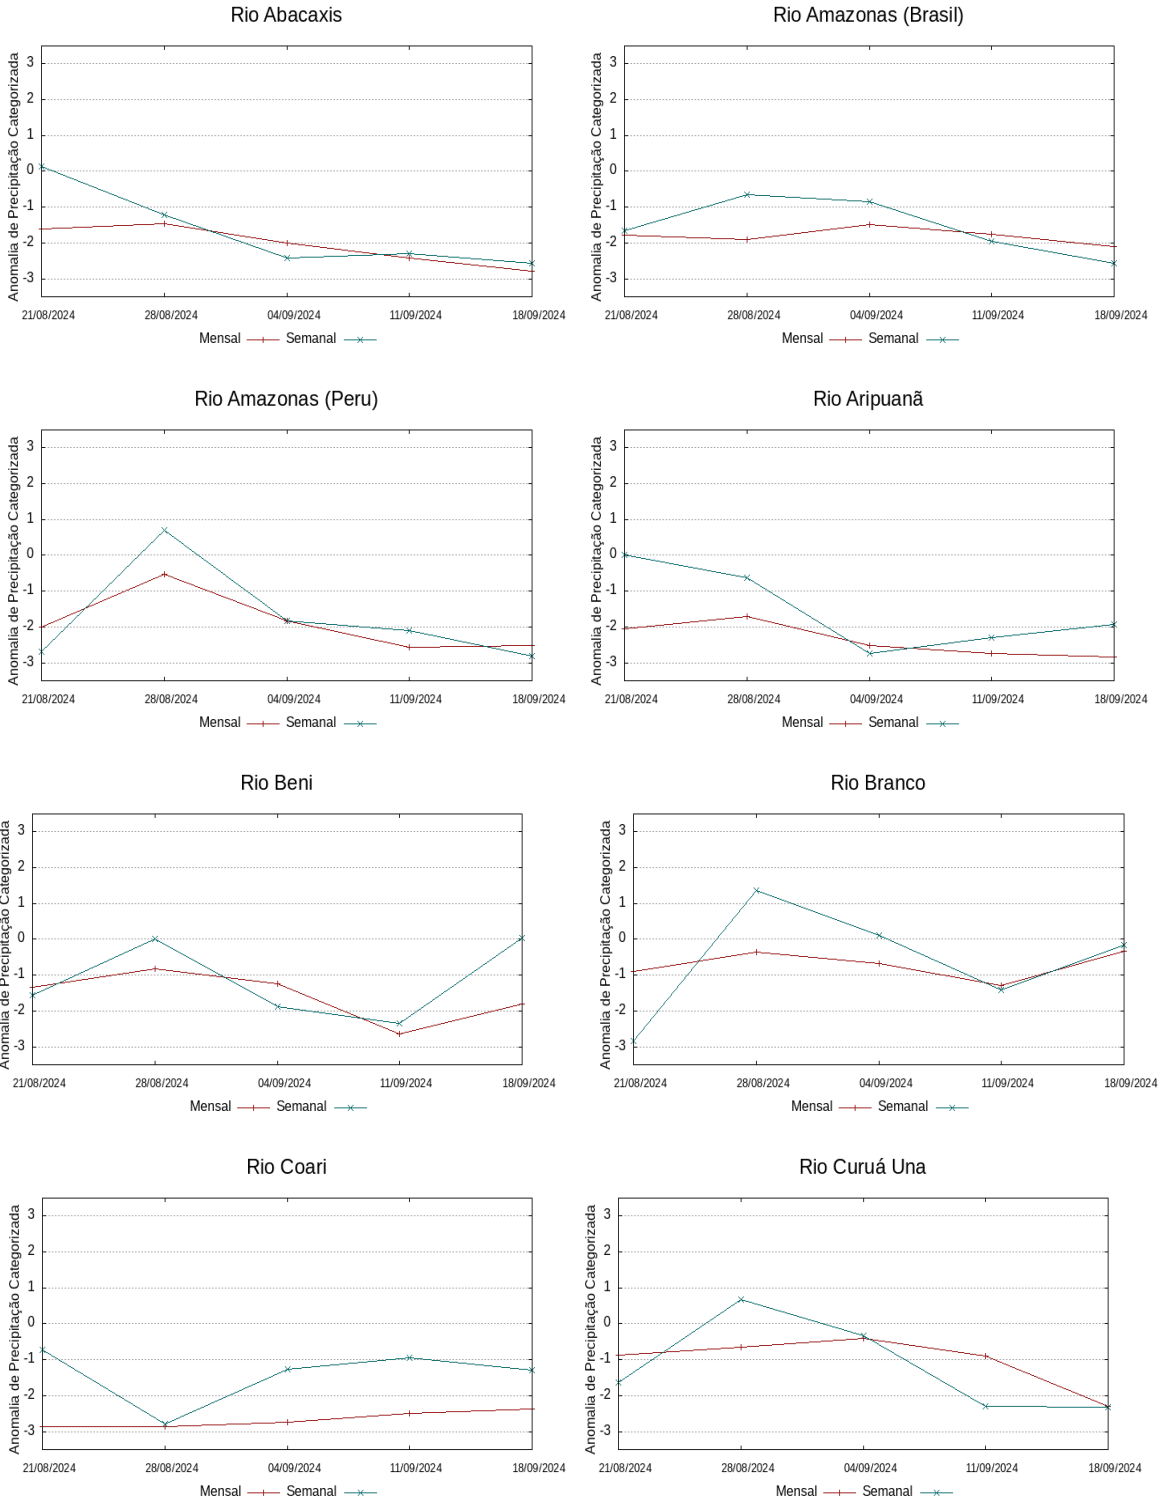 Rio Abacaxis
Anomalia de Precipitação Categorizada
3
2
1
0
-1
-2
-3
21/08/2024 28/08/2024 04/09/2024 11/09/2024 18/09/2024
Mensal Semanal
Rio Amazonas (Brasil)
Anomalia de Precipitação Categorizada
3
2
1
0
-1
-2
-3
21/08/2024 28/08/2024 04/09/2024 11/09/2024 18/09/2024
Mensal Semanal
Rio Amazonas (Peru)
Anomalia de Precipitação Categorizada
3
2
1
0
-1
-2
-3
21/08/2024 28/08/2024 04/09/2024 11/09/2024 18/09/2024
Mensal Semanal
Rio Aripuanã
Anomalia de Precipitação Categorizada
3
2
1
0
-1
-2
-3
21/08/2024 28/08/2024 04/09/2024 11/09/2024 18/09/2024
Mensal Semanal
Rio Beni
Anomalia de Precipitação Categorizada
3
2
1
0
-1
-2
-3
21/08/2024 28/08/2024 04/09/2024 11/09/2024 18/09/2024
Mensal Semanal
Rio Branco
Anomalia de Precipitação Categorizada
3
2
1
0
-1
-2
-3
21/08/2024 28/08/2024 04/09/2024 11/09/2024 18/09/2024
Mensal Semanal
Rio Coari
Anomalia de Precipitação Categorizada
3
2
1
0
-1
-2
-3
21/08/2024 28/08/2024 04/09/2024 11/09/2024 18/09/2024
Mensal Semanal
Rio Curuá Una
Anomalia de Precipitação Categorizada
3
2
1
0
-1
-2
-3
21/08/2024 28/08/2024 04/09/2024 11/09/2024 18/09/2024
Mensal Semanal